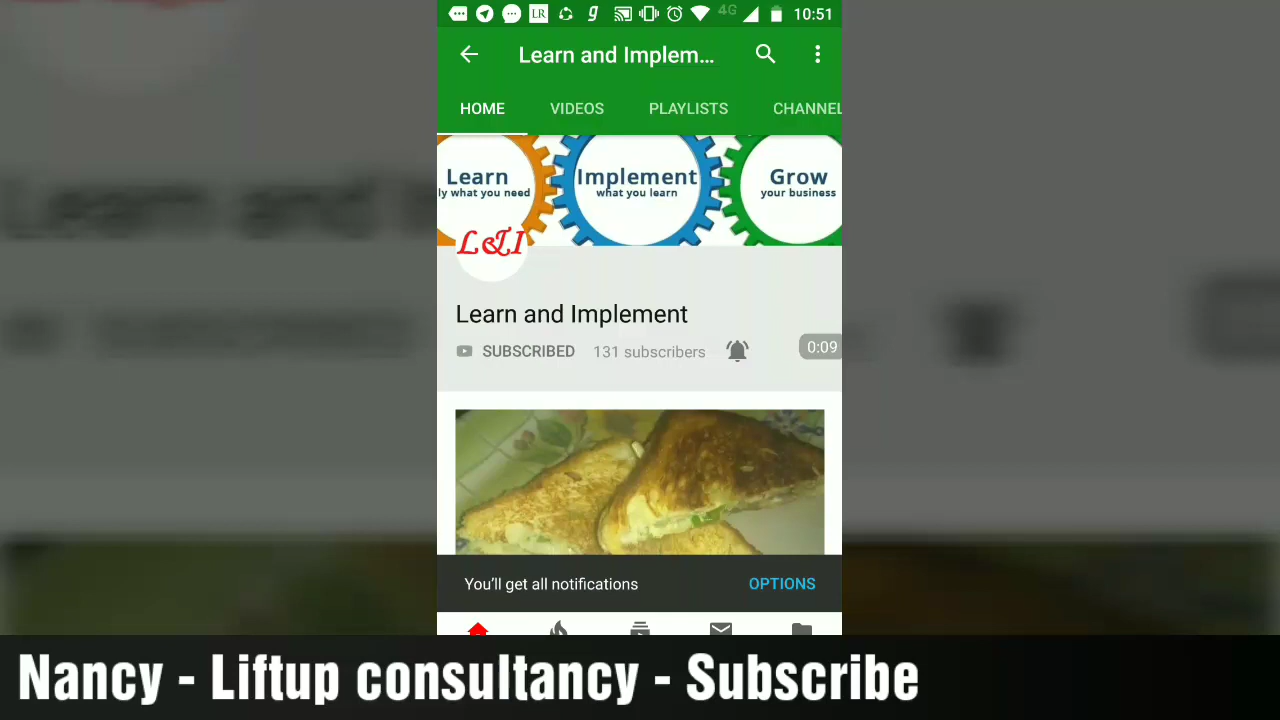 LR
g
4G
10:51
Learn and Implem...
HOME
VIDEOS
PLAYLISTS
CHANNEL
Learn
ly what you need
Implement
what you learn
Grow
your business
L&I
Learn and Implement
SUBSCRIBED
131 subscribers
0:09
You'll get all notifications
OPTIONS
Nancy - Liftup consultancy - Subscribe